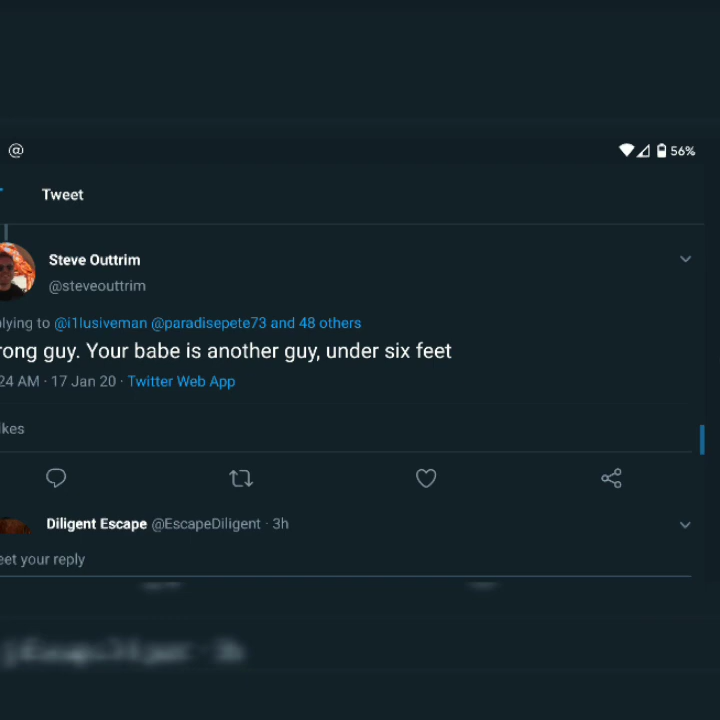 @ 56%
Tweet
Steve Outtrim
@steveouttrim
lying to @i1lusiveman @paradisepete73 and 48 others
rong guy. Your babe is another guy, under six feet
24 AM · 17 Jan 20 · Twitter Web App
kes
Diligent Escape @EscapeDiligent · 3h
eet your reply